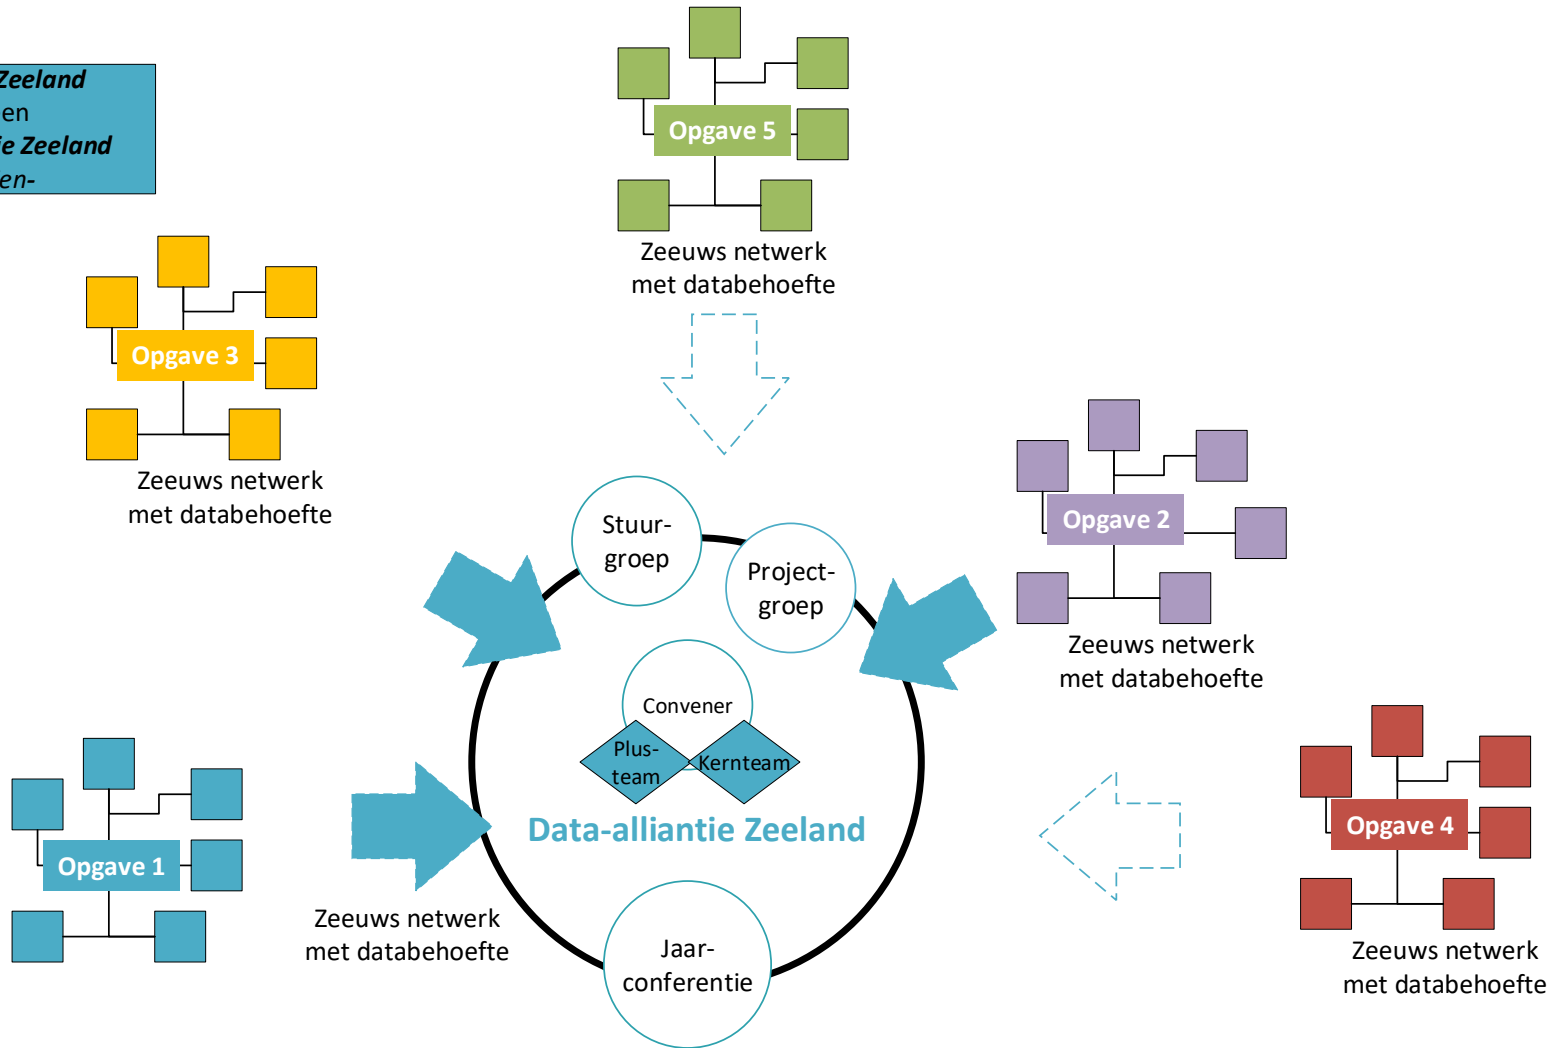 Zeeland
en
ie Zeeland
en-
Opgave 5
Zeeuws netwerk
met databehoefte
Opgave 3
Zeeuws netwerk
met databehoefte
Opgave 2
Zeeuws netwerk
met databehoefte
Stuur-
groep
Project-
groep
Convener
Plus-
team
Kernteam
Data-alliantie Zeeland
Opgave 1
Zeeuws netwerk
met databehoefte
Jaar-
conferentie
Opgave 4
Zeeuws netwerk
met databehoefte